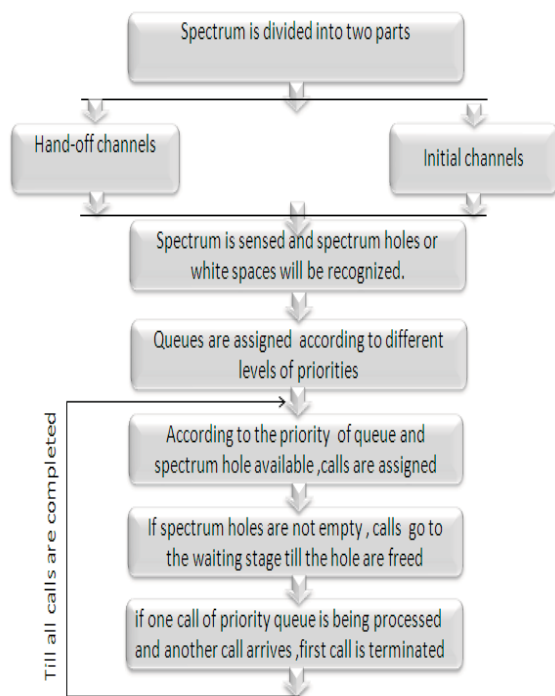 Spectrum is divided into two parts
Hand-off channels
Initial channels
Spectrum is sensed and spectrum holes or
white spaces will be recognized.
Queues are assigned according to different
levels of priorities
According to the priority of queue and
spectrum hole available ,calls are assigned
If spectrum holes are not empty , calls go to
the waiting stage till the hole are freed
if one call of priority queue is being processed
and another call arrives ,first call is terminated
Till all calls are completed